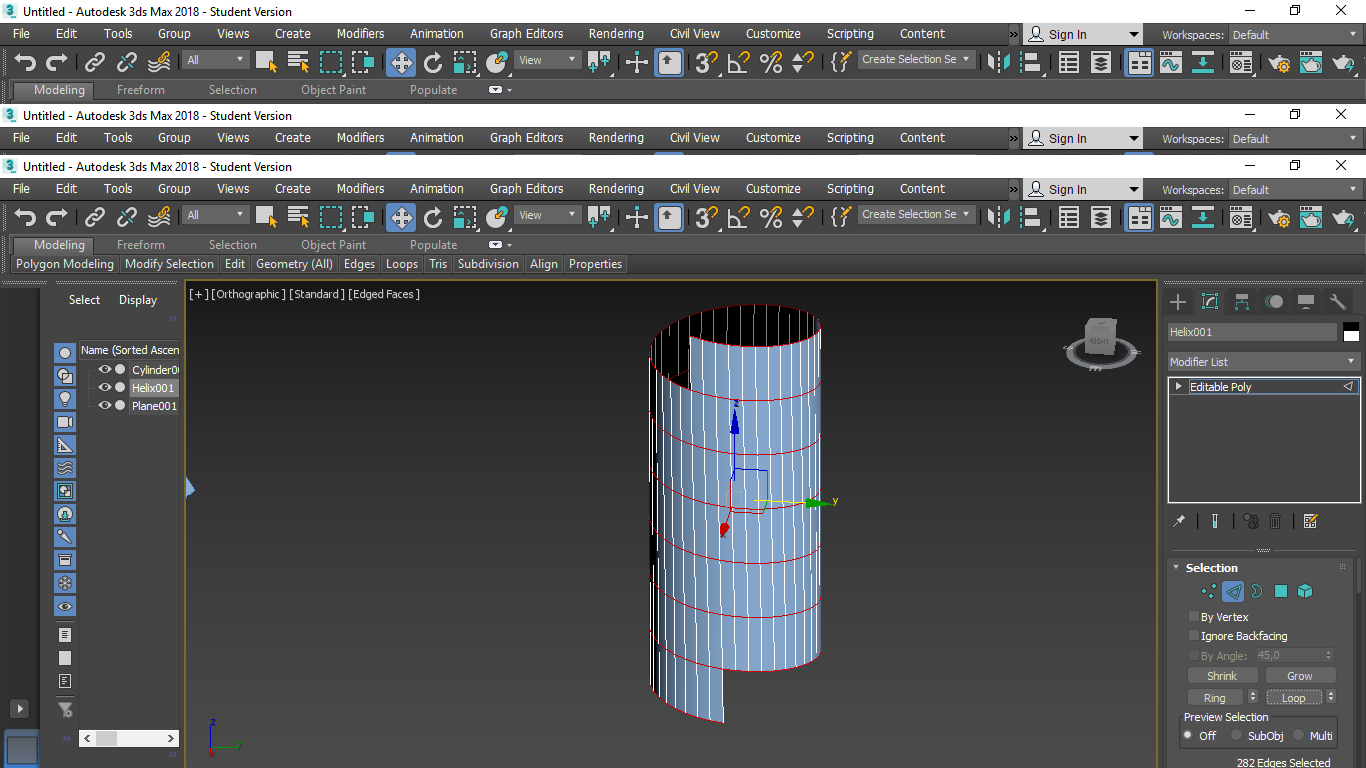 Untitled - Autodesk 3ds Max 2018 - Student Version
File Edit Tools Group Views Create Modifiers Animation Graph Editors Rendering Civil View Customize Scripting Content » Sign In Workspaces: Default
All View 3 Create Selection Se
Modeling Freeform Selection Object Paint Populate
3 Untitled - Autodesk 3ds Max 2018 - Student Version
File Edit Tools Group Views Create Modifiers Animation Graph Editors Rendering Civil View Customize Scripting Content » Sign In Workspaces: Default
3 Untitled - Autodesk 3ds Max 2018 - Student Version
File Edit Tools Group Views Create Modifiers Animation Graph Editors Rendering Civil View Customize Scripting Content » Sign In Workspaces: Default
All View 3 Create Selection Se
Modeling Freeform Selection Object Paint Populate
Polygon Modeling Modify Selection Edit Geometry (All) Edges Loops Tris Subdivision Align Properties
Select Display
»
Name (Sorted Ascen
Cylinder0
Helix001
Plane001
[+] [Orthographic] [Standard] [Edged Faces]
RIGHT
z
y
x
z
y
Helix001
Modifier List
Editable Poly
Selection
By Vertex
Ignore Backfacing
By Angle: 45,0
Shrink Grow
Ring Loop
Preview Selection
Off SubObj Multi
282 Edges Selected